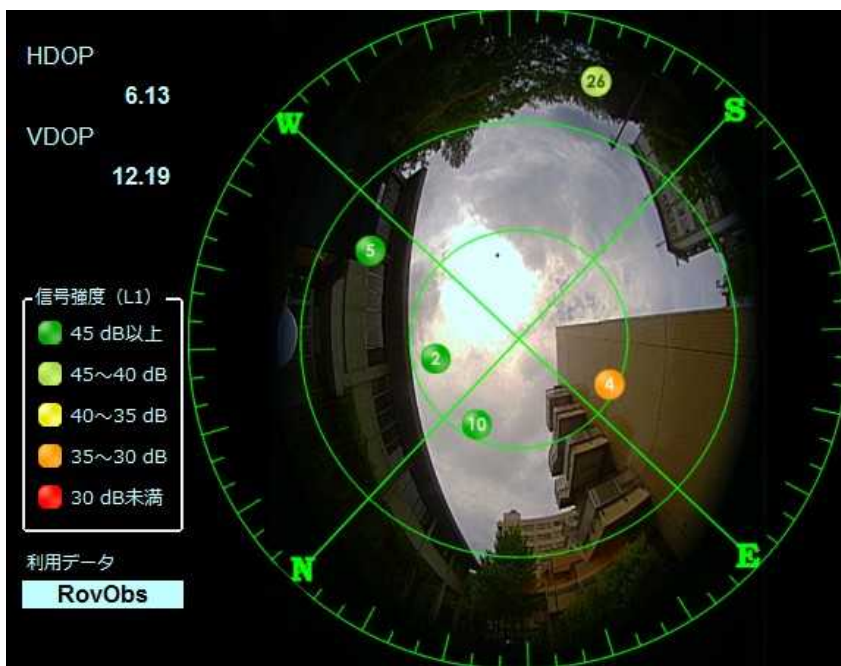 HDOP
6.13
VDOP
12.19
信号強度（L1）
45 dB以上
45～40 dB
40～35 dB
35～30 dB
30 dB未満
利用データ
RovObs
W
S
N
E
26
5
2
4
10